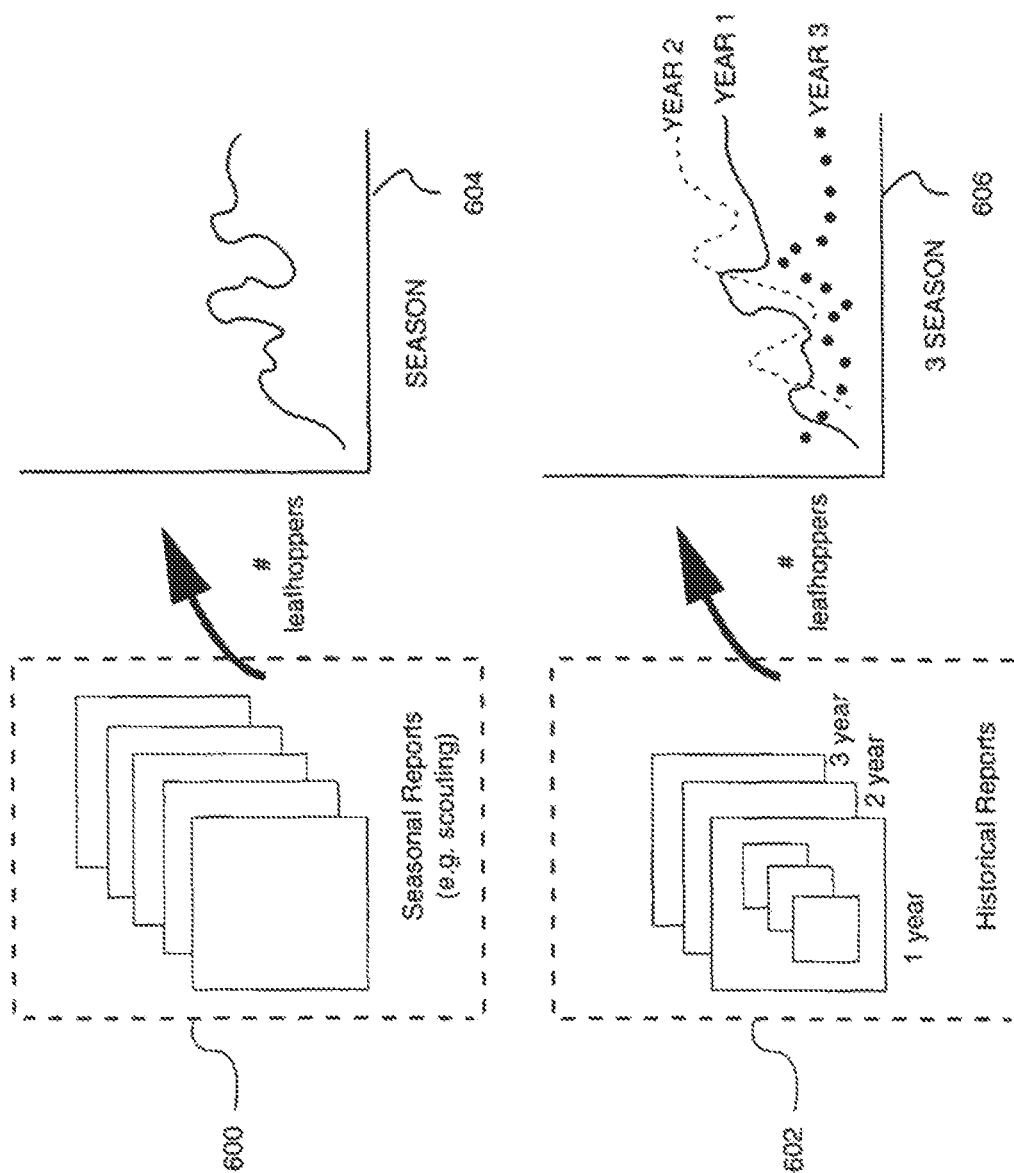 600
Seasonal Reports
(e.g. scouting)
#
leafhoppers
SEASON
604
602
1 year
2 year
3 year
Historical Reports
#
leafhoppers
YEAR 2
YEAR 1
YEAR 3
3 SEASON
606